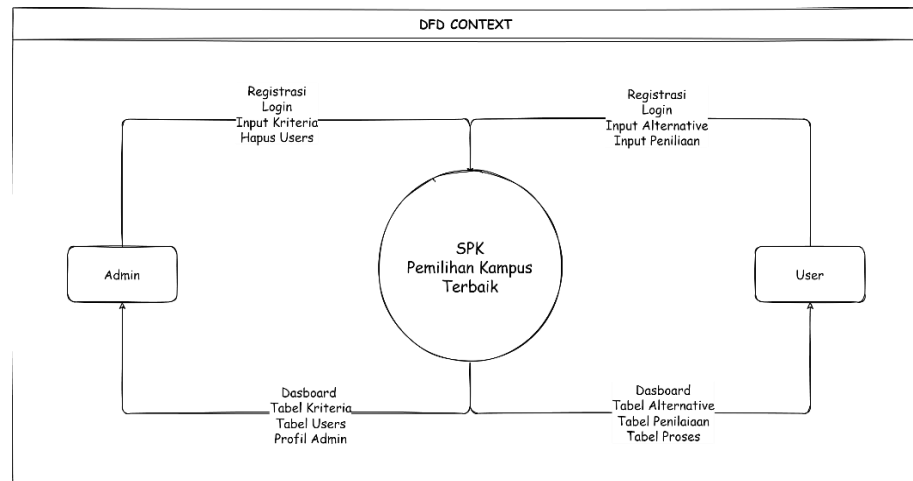 DFD CONTEXT
Registrasi
Login
Input Kriteria
Hapus Users
Registrasi
Login
Input Alternative
Input Peniliaan
SPK
Pemilihan Kampus
Terbaik
Admin
User
Dasboard
Tabel Kriteria
Tabel Users
Profil Admin
Dasboard
Tabel Alternative
Tabel Penilaiaan
Tabel Proses